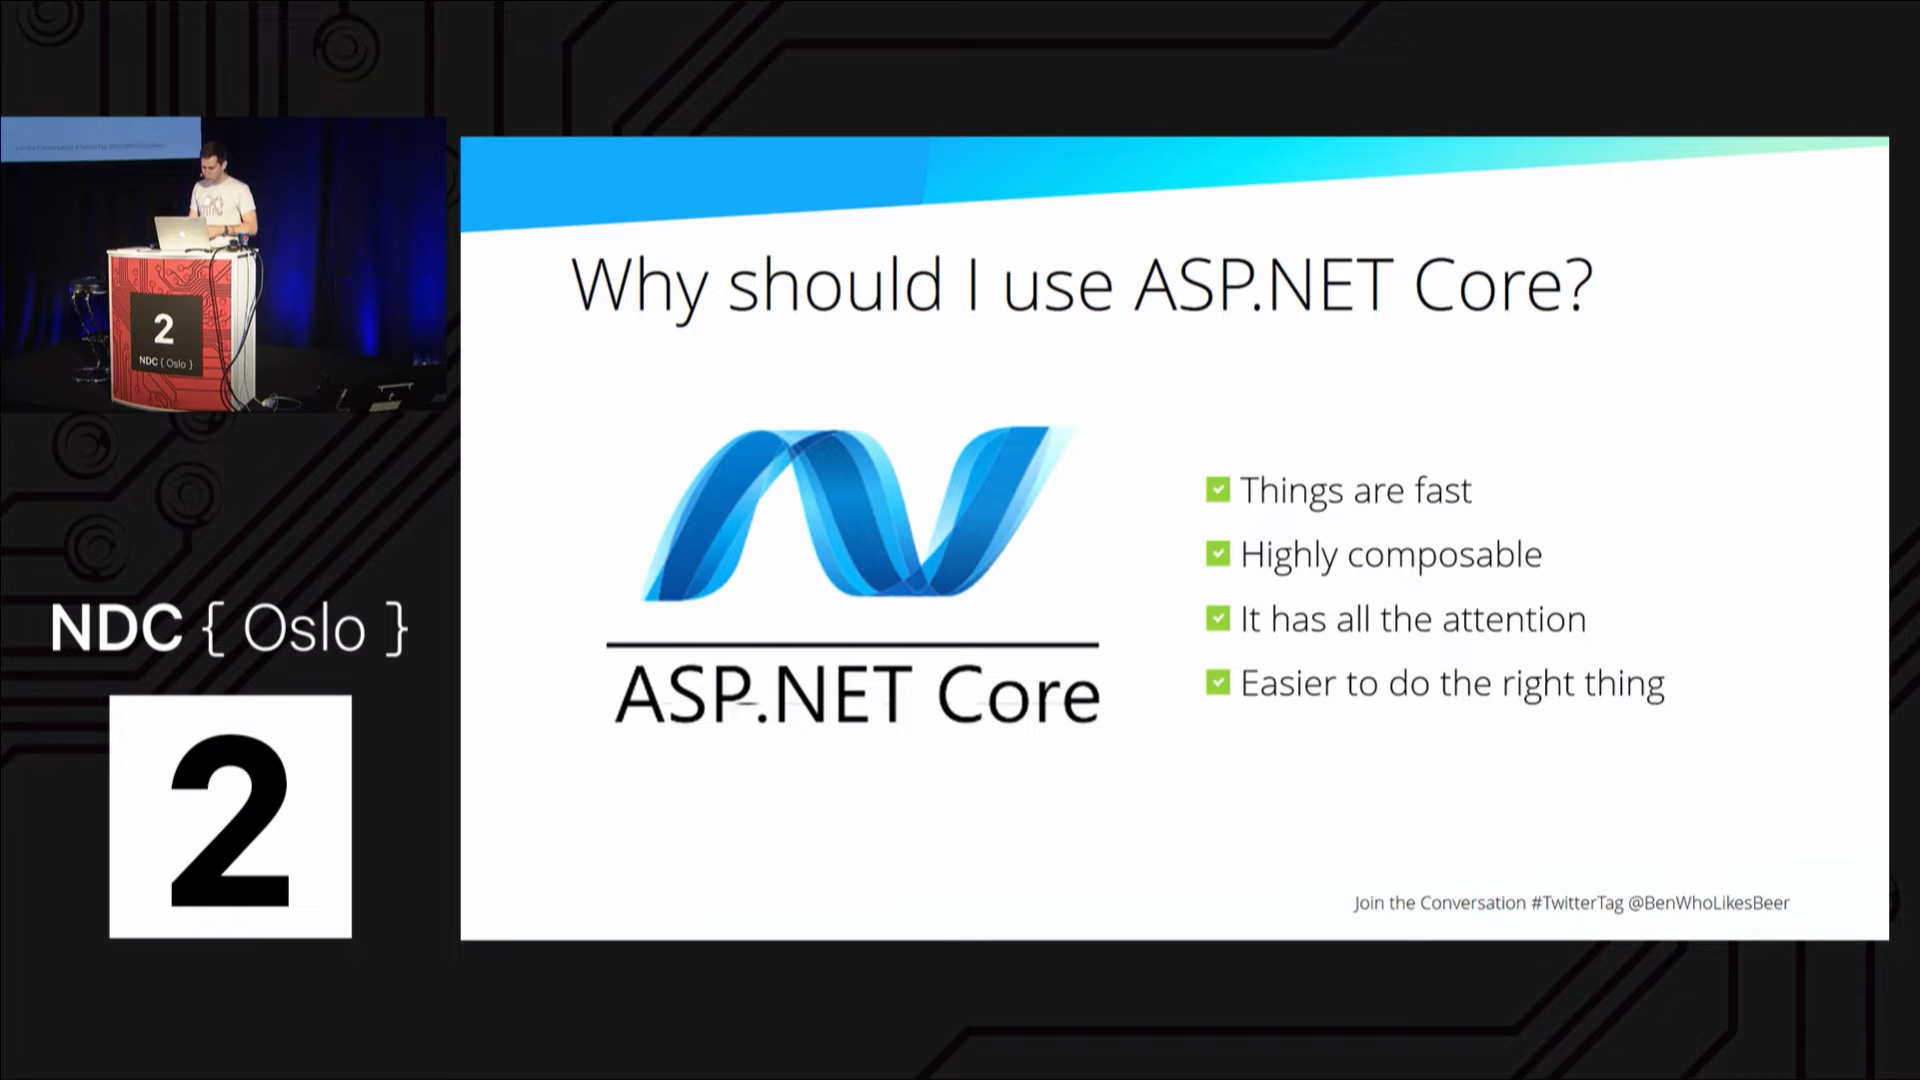 2
NDC { Oslo }
NDC { Oslo }
2
Why should I use ASP.NET Core?
ASP.NET Core
Things are fast
Highly composable
It has all the attention
Easier to do the right thing
Join the Conversation #TwitterTag @BenWhoLikesBeer